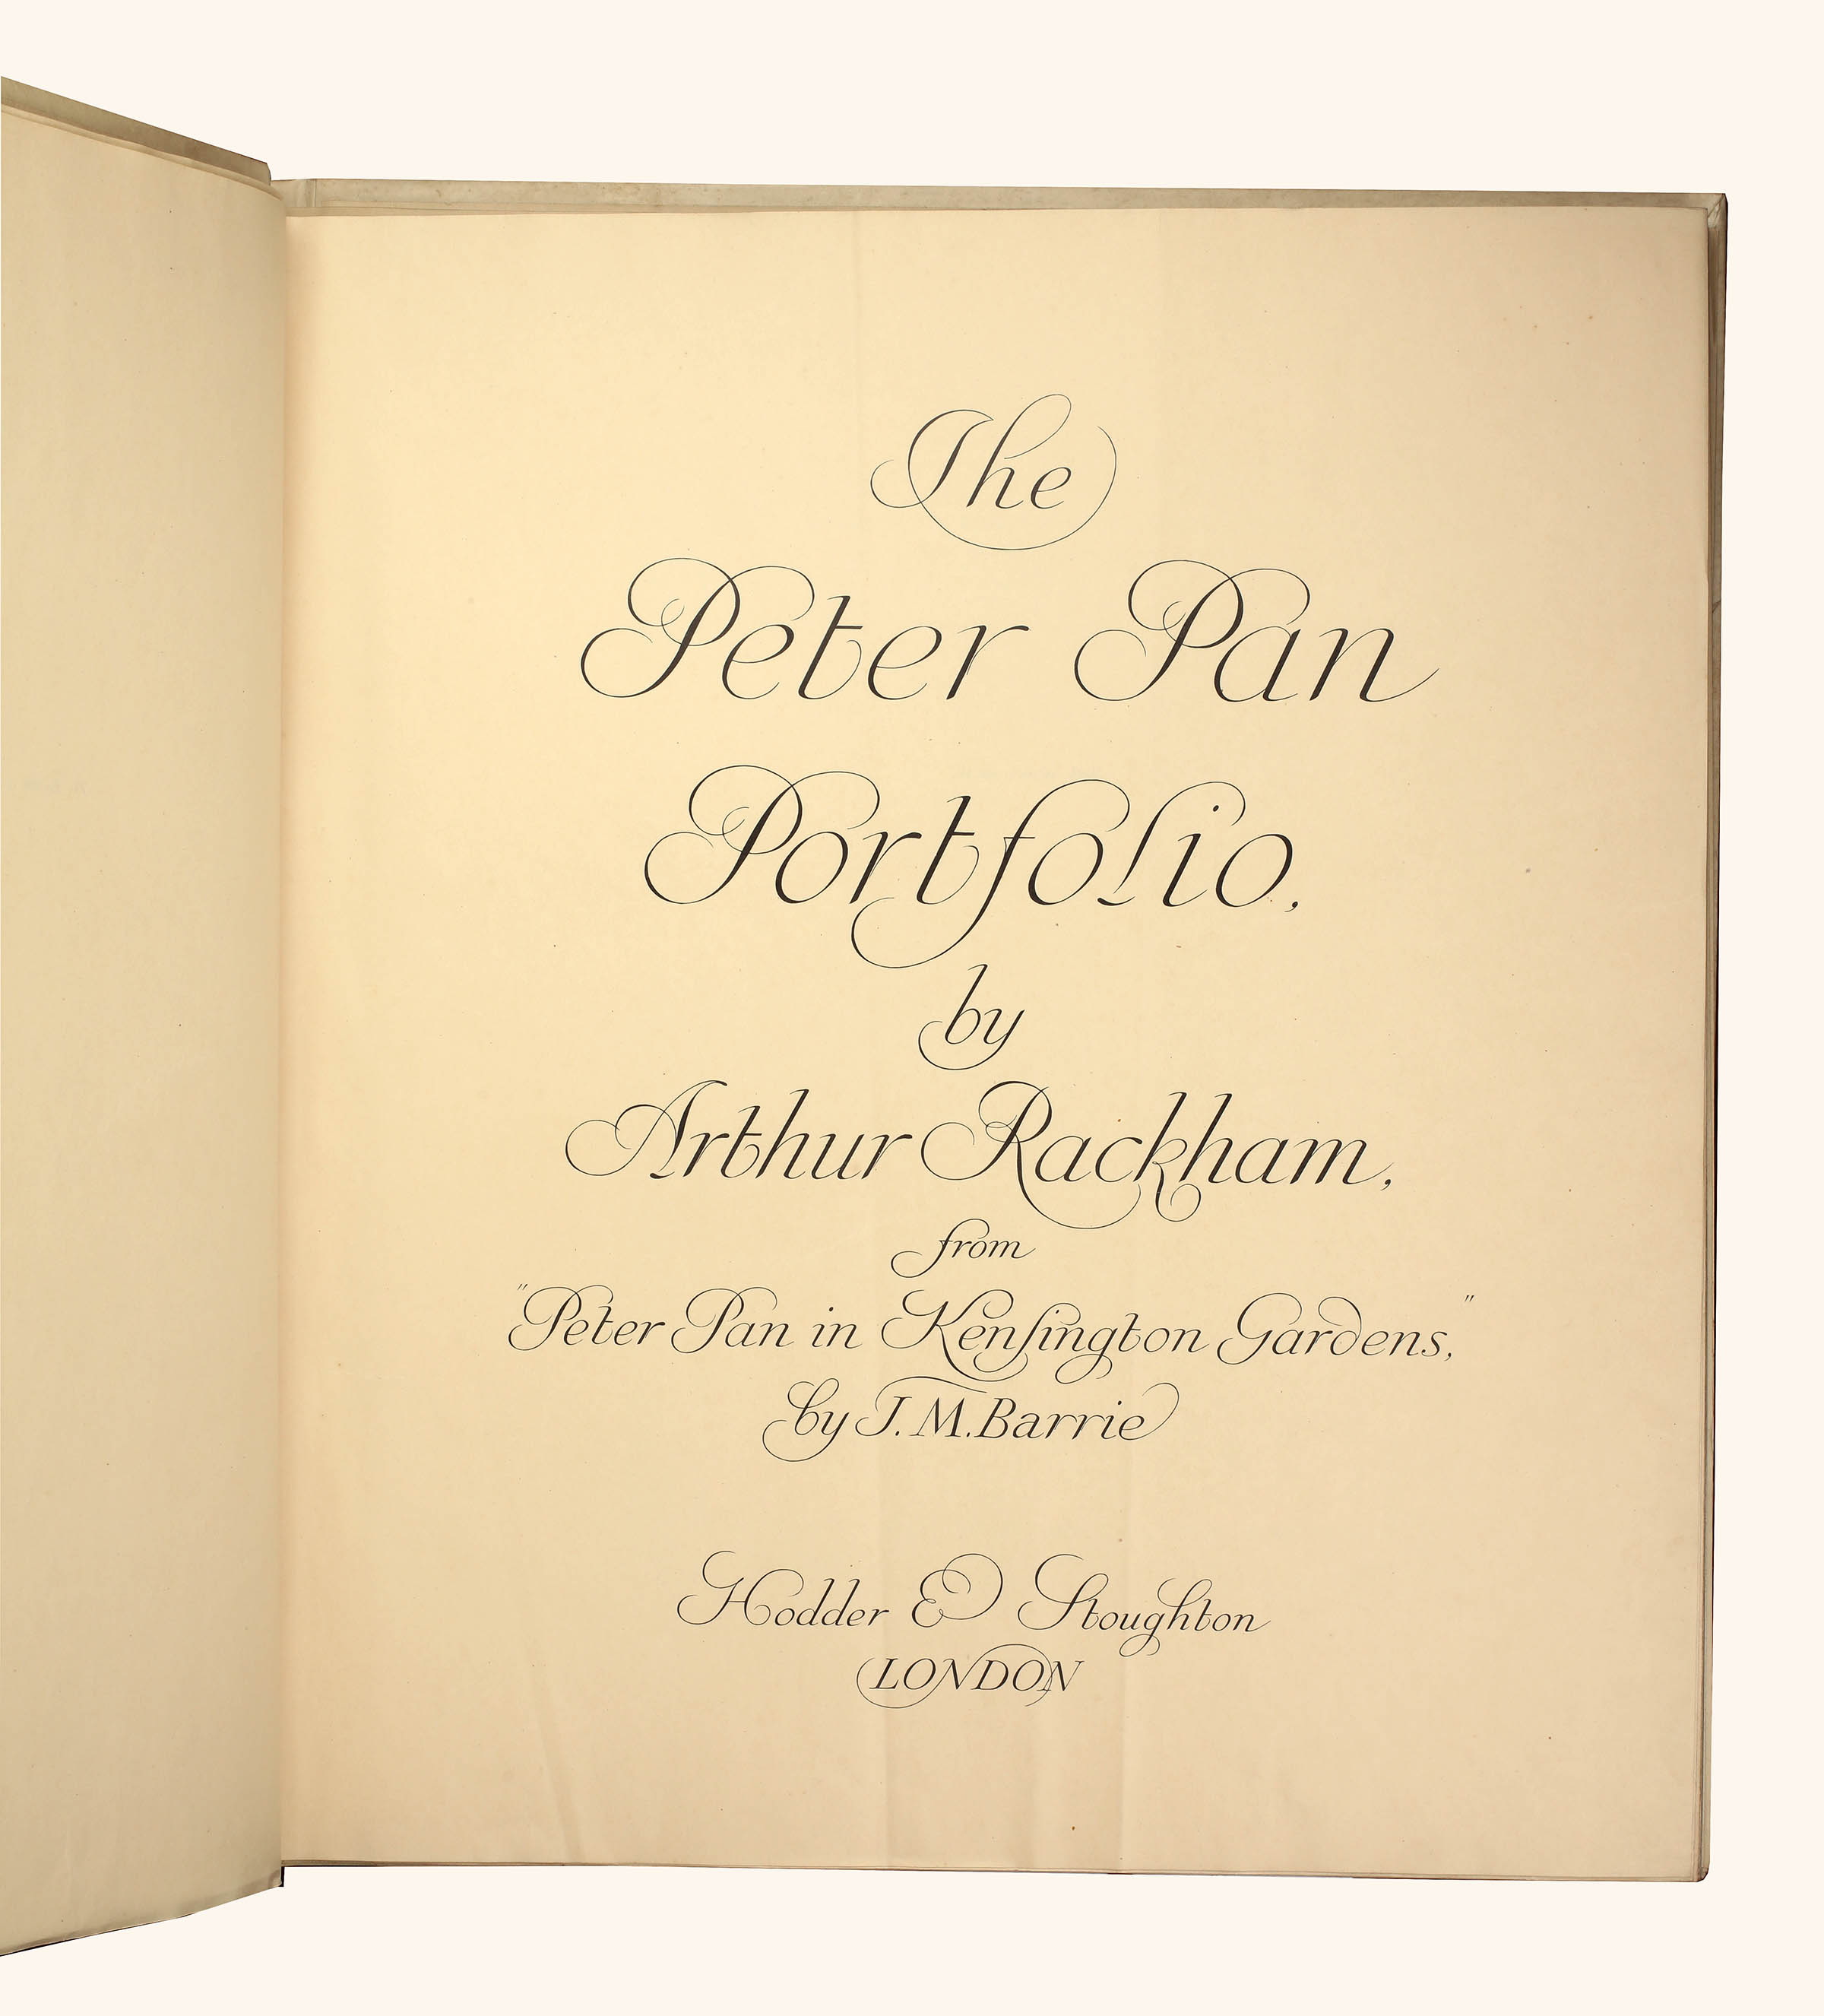 The
Peter Pan
Portfolio,
by
Arthur Rackham,
from
"Peter Pan in Kenſington Gardens,"
by J. M. Barrie
Hodder & Stoughton
LONDON